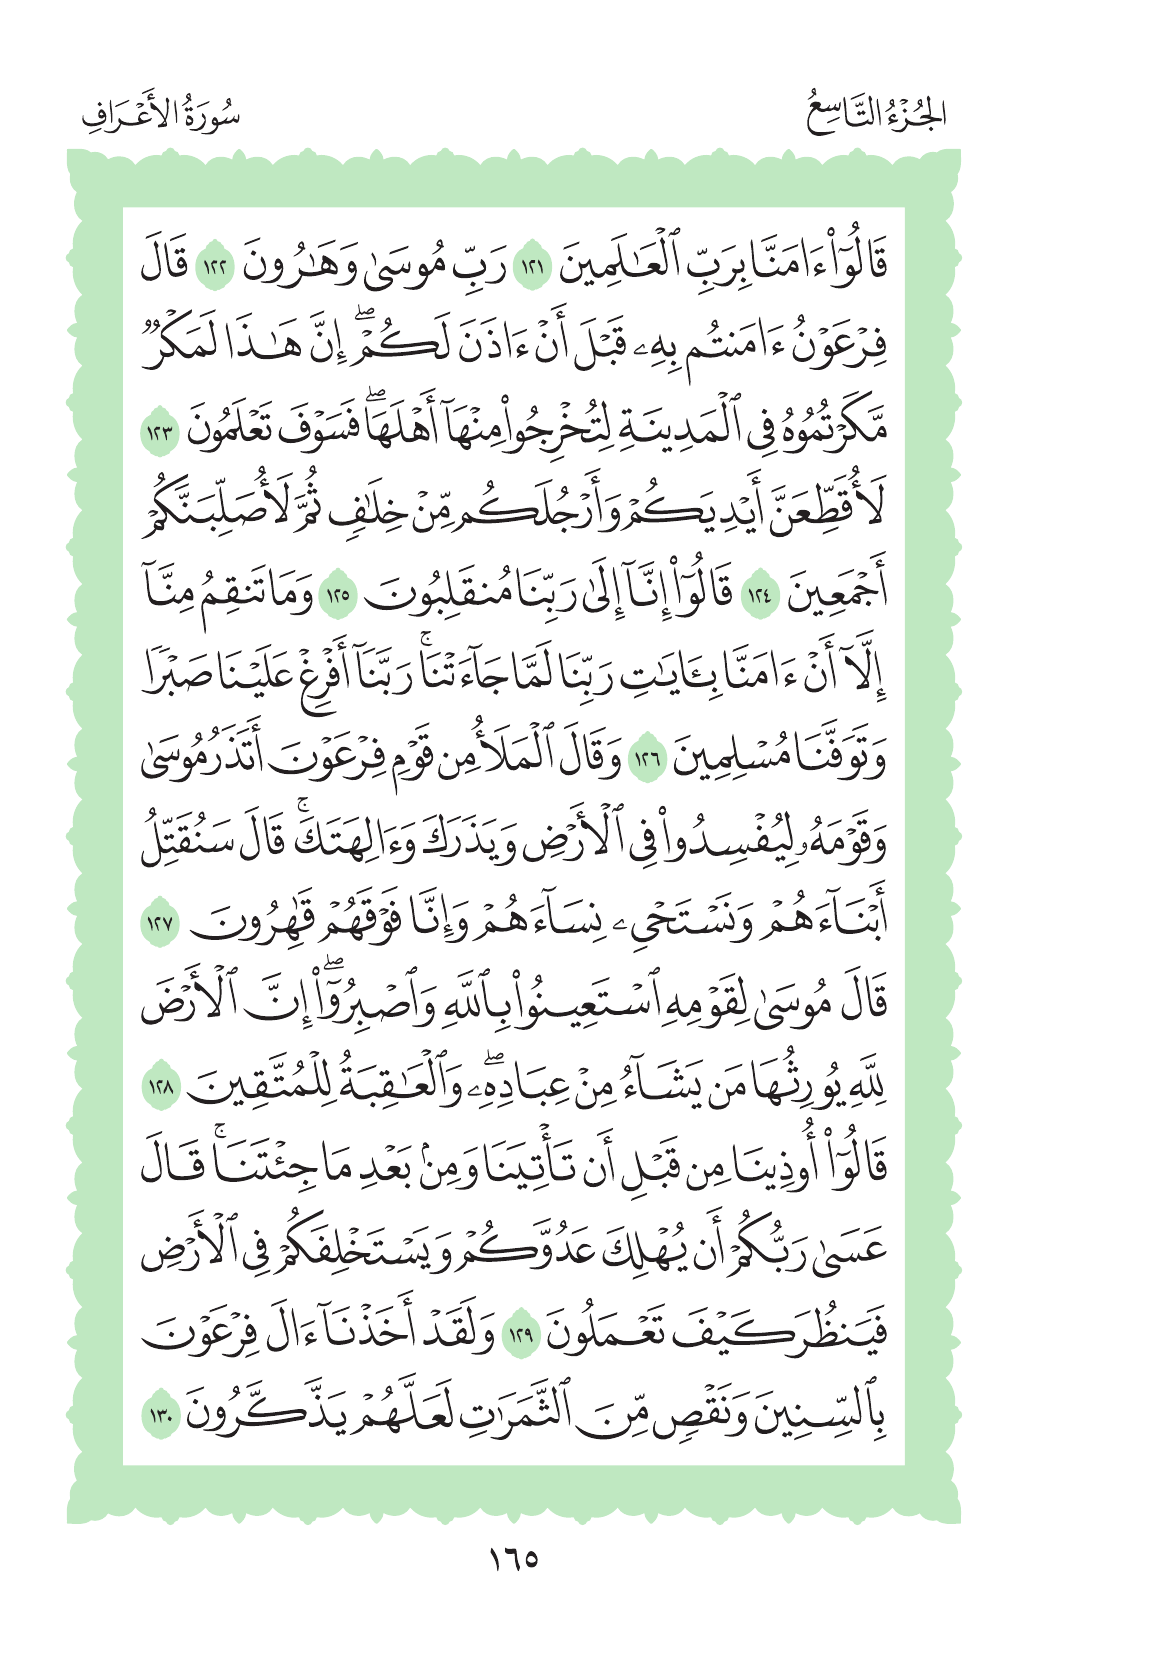 الجُزْءُ التَّاسِعُ
سُورَةُ الأَعْرَافِ
قَالُوٓا۟ ءَامَنَّا بِرَبِّ ٱلْعَٰلَمِينَ ١٢١ رَبِّ مُوسَىٰ وَهَٰرُونَ ١٢٢ قَالَ
فِرْعَوْنُ ءَامَنتُم بِهِۦ قَبْلَ أَنْ ءَاذَنَ لَكُمْۖ إِنَّ هَٰذَا لَمَكْرٌ
مَّكَرْتُمُوهُ فِى ٱلْمَدِينَةِ لِتُخْرِجُوا۟ مِنْهَآ أَهْلَهَاۖ فَسَوْفَ تَعْلَمُونَ ١٢٣
لَأُقَطِّعَنَّ أَيْدِيَكُمْ وَأَرْجُلَكُم مِّنْ خِلَٰفٍ ثُمَّ لَأُصَلِّبَنَّكُمْ
أَجْمَعِينَ ١٢٤ قَالُوٓا۟ إِنَّآ إِلَىٰ رَبِّنَا مُنقَلِبُونَ ١٢٥ وَمَا تَنقِمُ مِنَّآ
إِلَّآ أَنْ ءَامَنَّا بِـَٔايَٰتِ رَبِّنَا لَمَّا جَآءَتْنَاۚ رَبَّنَآ أَفْرِغْ عَلَيْنَا صَبْرًا
وَتَوَفَّنَا مُسْلِمِينَ ١٢٦ وَقَالَ ٱلْمَلَأُ مِن قَوْمِ فِرْعَوْنَ أَتَذَرُ مُوسَىٰ
وَقَوْمَهُۥ لِيُفْسِدُوا۟ فِى ٱلْأَرْضِ وَيَذَرَكَ وَءَالِهَتَكَۚ قَالَ سَنُقَتِّلُ
أَبْنَآءَهُمْ وَنَسْتَحْىِۦ نِسَآءَهُمْ وَإِنَّا فَوْقَهُمْ قَٰهِرُونَ ١٢٧
قَالَ مُوسَىٰ لِقَوْمِهِ ٱسْتَعِينُوا۟ بِٱللَّهِ وَٱصْبِرُوٓا۟ۖ إِنَّ ٱلْأَرْضَ
لِلَّهِ يُورِثُهَا مَن يَشَآءُ مِنْ عِبَادِهِۦۖ وَٱلْعَٰقِبَةُ لِلْمُتَّقِينَ ١٢٨
قَالُوٓا۟ أُوذِينَا مِن قَبْلِ أَن تَأْتِيَنَا وَمِنۢ بَعْدِ مَا جِئْتَنَاۚ قَالَ
عَسَىٰ رَبُّكُمْ أَن يُهْلِكَ عَدُوَّكُمْ وَيَسْتَخْلِفَكُمْ فِى ٱلْأَرْضِ
فَيَنظُرَ كَيْفَ تَعْمَلُونَ ١٢٩ وَلَقَدْ أَخَذْنَآ ءَالَ فِرْعَوْنَ
بِٱلسِّنِينَ وَنَقْصٍ مِّنَ ٱلثَّمَرَٰتِ لَعَلَّهُمْ يَذَّكَّرُونَ ١٣٠
١٦٥